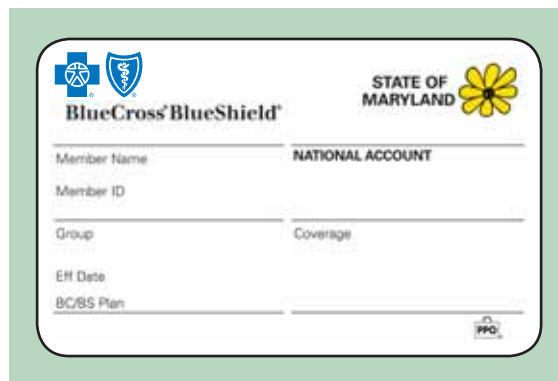 BlueCross® BlueShield®
STATE OF
MARYLAND
Member Name
NATIONAL ACCOUNT
Member ID
Group
Coverage
Eff Date
BC/BS Plan
PPO